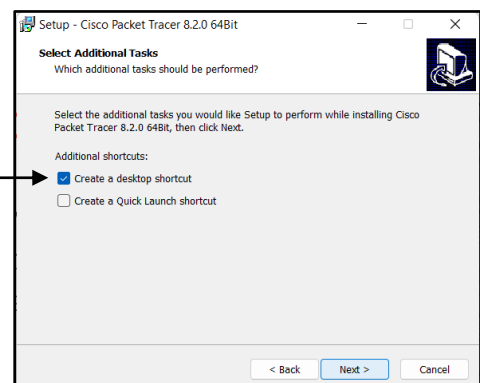 Setup - Cisco Packet Tracer 8.2.0 64Bit
Select Additional Tasks
Which additional tasks should be performed?
Select the additional tasks you would like Setup to perform while installing Cisco
Packet Tracer 8.2.0 64Bit, then click Next.
Additional shortcuts:
Create a desktop shortcut
Create a Quick Launch shortcut
< Back Next > Cancel